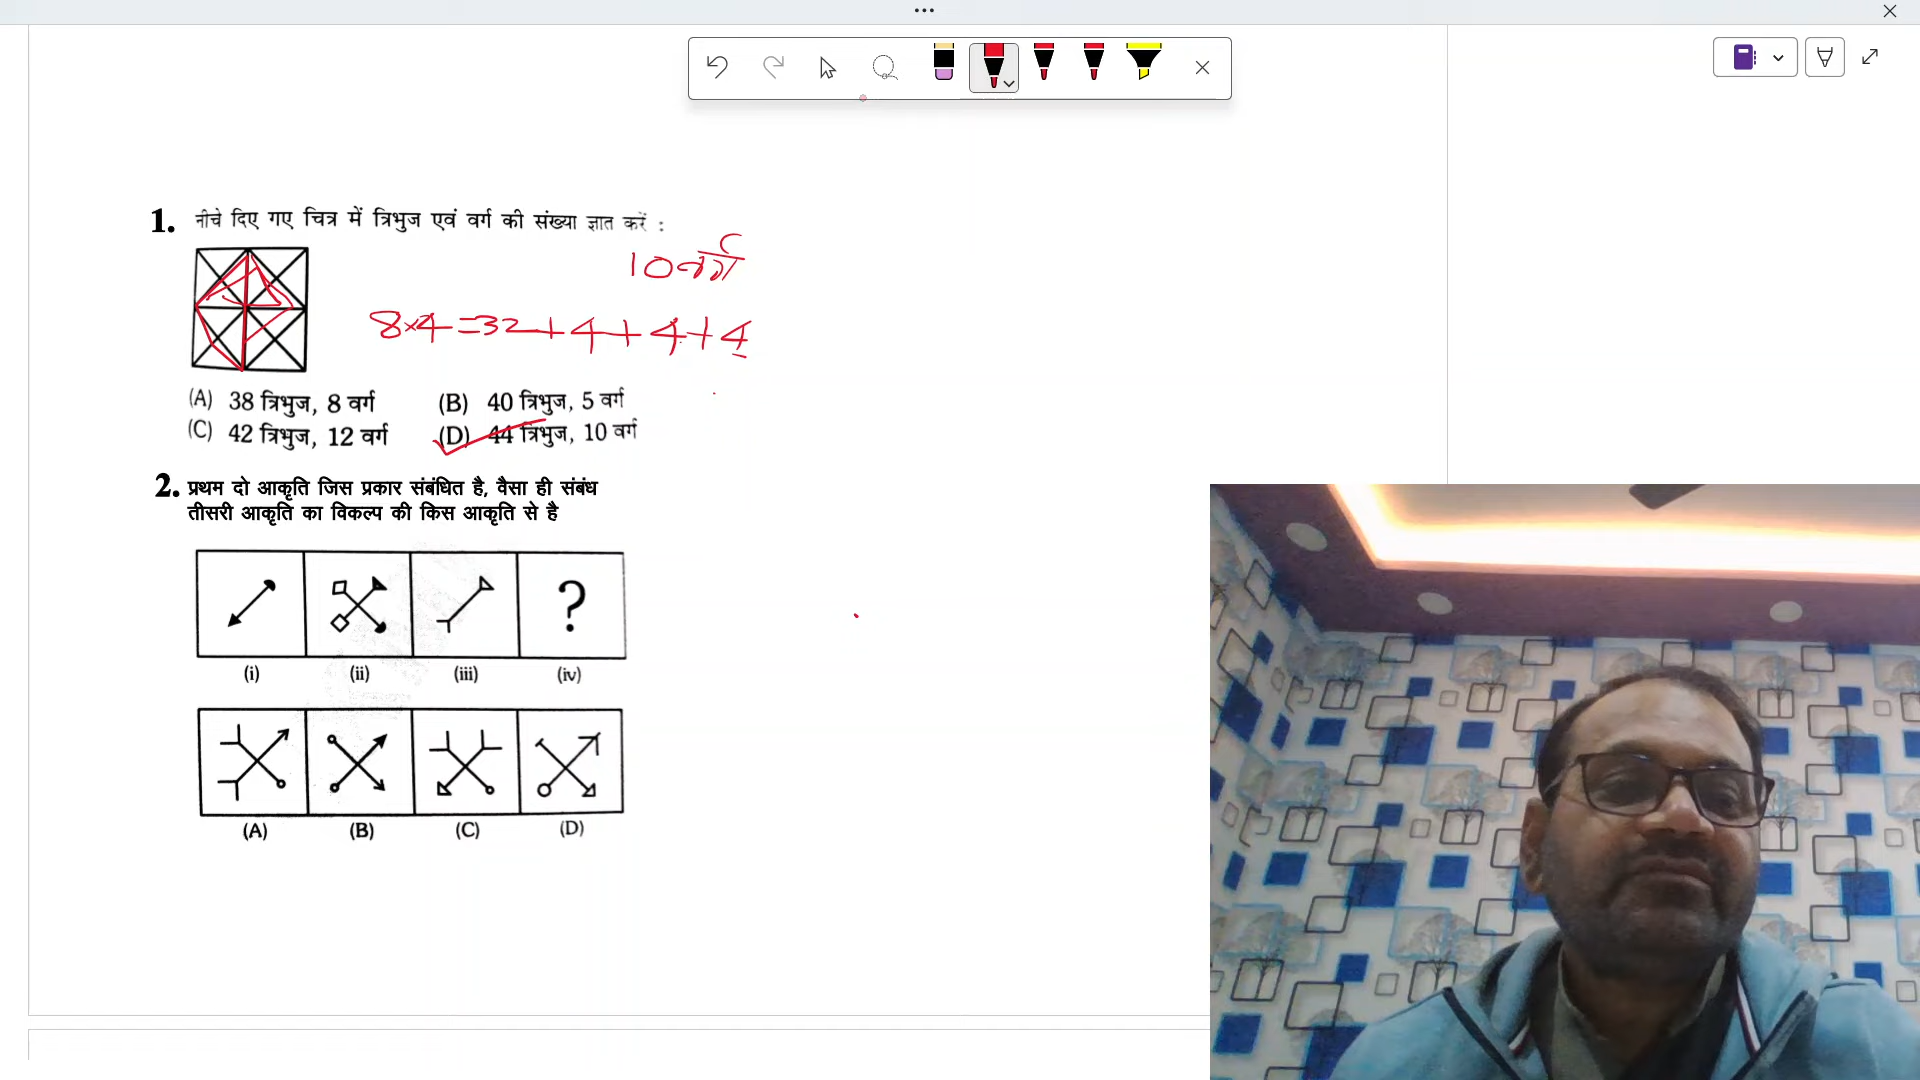 1. नीचे दिए गए चित्र में त्रिभुज एवं वर्ग की संख्या ज्ञात करें :
10 वर्ग
8×4=32+4+4+4
(A) 38 त्रिभुज, 8 वर्ग (B) 40 त्रिभुज, 5 वर्ग
(C) 42 त्रिभुज, 12 वर्ग (D) 44 त्रिभुज, 10 वर्ग
2. प्रथम दो आकृति जिस प्रकार संबंधित है, वैसा ही संबंध
तीसरी आकृति का विकल्प की किस आकृति से है
?
(i) (ii) (iii) (iv)
(A) (B) (C) (D)